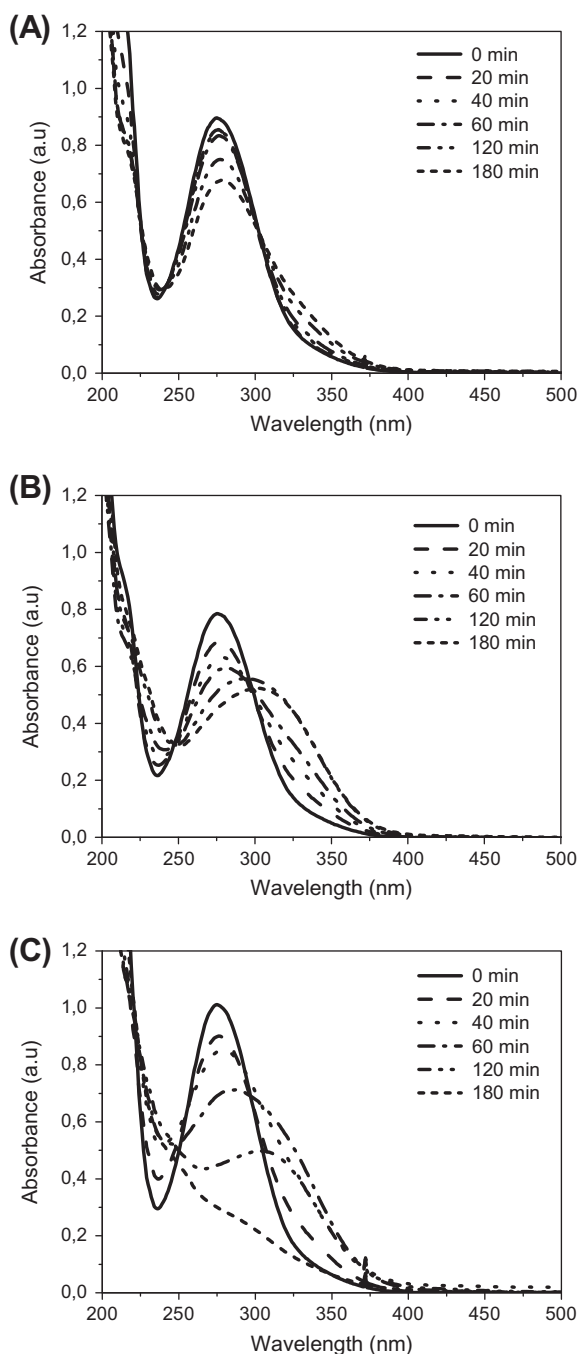 (A)
1,2
1,0
0,8
0,6
0,4
0,2
0,0
Absorbance (a.u)
0 min
20 min
40 min
60 min
120 min
180 min
200 250 300 350 400 450 500
Wavelength (nm)
(B)
1,2
1,0
0,8
0,6
0,4
0,2
0,0
Absorbance (a.u)
0 min
20 min
40 min
60 min
120 min
180 min
200 250 300 350 400 450 500
Wavelength (nm)
(C)
1,2
1,0
0,8
0,6
0,4
0,2
0,0
Absorbance (a.u)
0 min
20 min
40 min
60 min
120 min
180 min
200 250 300 350 400 450 500
Wavelength (nm)